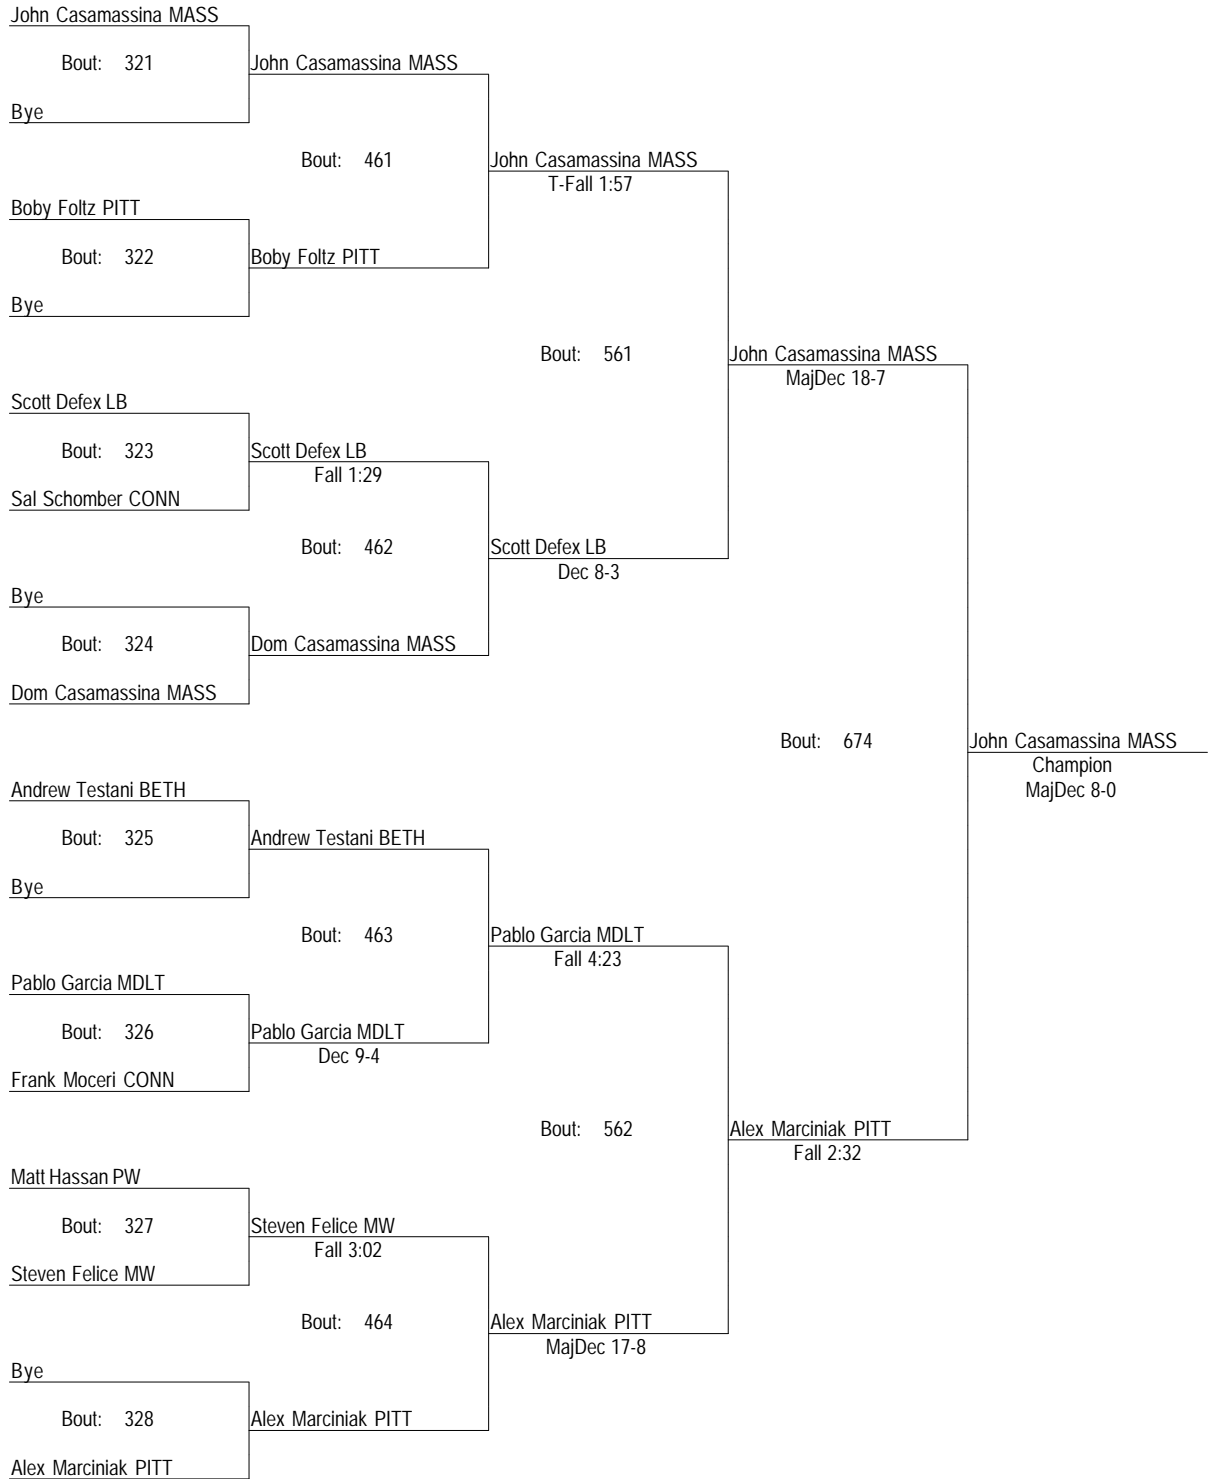 John Casamassina MASS
Bout: 321
John Casamassina MASS
Bye
Bout: 461
John Casamassina MASS
T-Fall 1:57
Boby Foltz PITT
Bout: 322
Boby Foltz PITT
Bye
Bout: 561
John Casamassina MASS
MajDec 18-7
Scott Defex LB
Bout: 323
Scott Defex LB
Fall 1:29
Sal Schomber CONN
Bout: 462
Scott Defex LB
Dec 8-3
Bye
Bout: 324
Dom Casamassina MASS
Dom Casamassina MASS
Bout: 674
John Casamassina MASS
Champion
MajDec 8-0
Andrew Testani BETH
Bout: 325
Andrew Testani BETH
Bye
Bout: 463
Pablo Garcia MDLT
Fall 4:23
Pablo Garcia MDLT
Bout: 326
Pablo Garcia MDLT
Dec 9-4
Frank Moceri CONN
Bout: 562
Alex Marciniak PITT
Fall 2:32
Matt Hassan PW
Bout: 327
Steven Felice MW
Fall 3:02
Steven Felice MW
Bout: 464
Alex Marciniak PITT
MajDec 17-8
Bye
Bout: 328
Alex Marciniak PITT
Alex Marciniak PITT